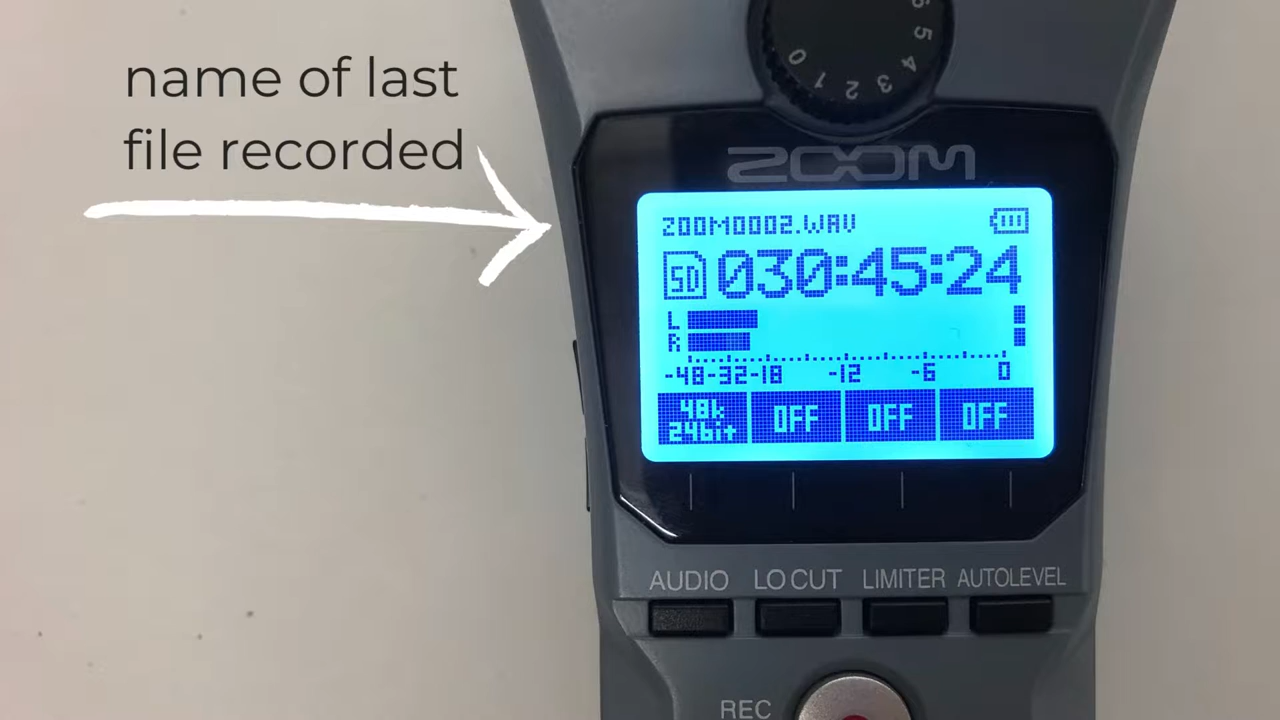 name of last
file recorded
0 1 2 3 4 5 6
ZOOM
ZOOM0002.WAV
SD 030:45:24
L
R
-48-32-18 -12 -6 0
48k OFF OFF OFF
24bit
AUDIO LO CUT LIMITER AUTOLEVEL
REC